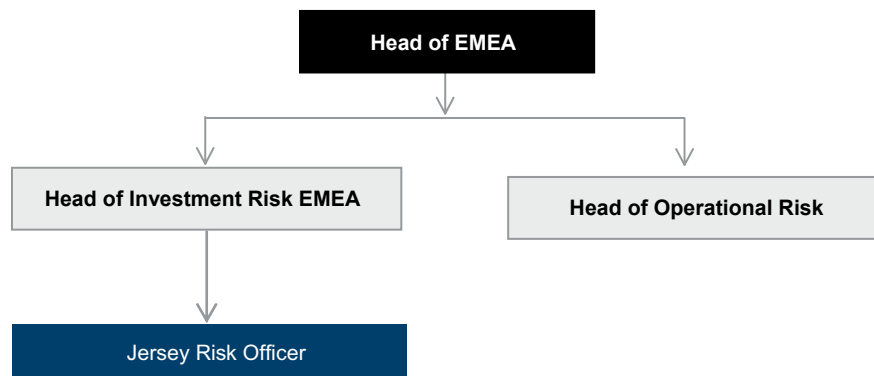 Head of EMEA
Head of Investment Risk EMEA
Head of Operational Risk
Jersey Risk Officer